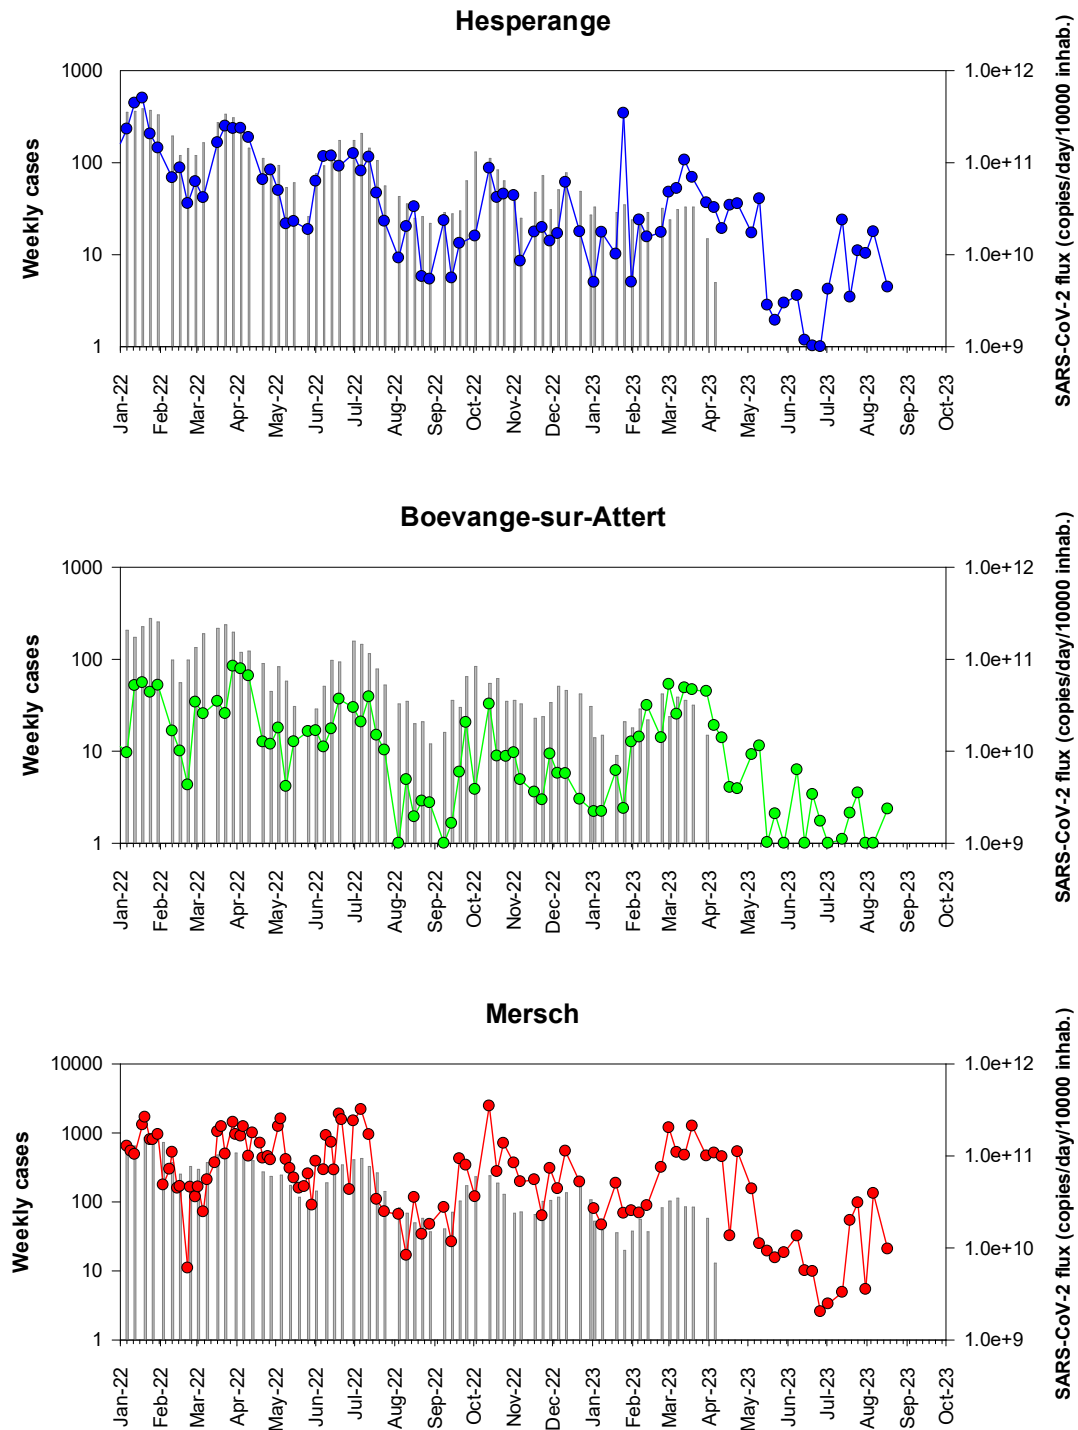 Hesperange
Weekly cases
1000
100
10
1
1.0e+12
1.0e+11
1.0e+10
1.0e+9
SARS-CoV-2 flux (copies/day/10000 inhab.)
Jan-22
Feb-22
Mar-22
Apr-22
May-22
Jun-22
Jul-22
Aug-22
Sep-22
Oct-22
Nov-22
Dec-22
Jan-23
Feb-23
Mar-23
Apr-23
May-23
Jun-23
Jul-23
Aug-23
Sep-23
Oct-23
Boevange-sur-Attert
Weekly cases
1000
100
10
1
1.0e+12
1.0e+11
1.0e+10
1.0e+9
SARS-CoV-2 flux (copies/day/10000 inhab.)
Jan-22
Feb-22
Mar-22
Apr-22
May-22
Jun-22
Jul-22
Aug-22
Sep-22
Oct-22
Nov-22
Dec-22
Jan-23
Feb-23
Mar-23
Apr-23
May-23
Jun-23
Jul-23
Aug-23
Sep-23
Oct-23
Mersch
Weekly cases
10000
1000
100
10
1
1.0e+12
1.0e+11
1.0e+10
1.0e+9
SARS-CoV-2 flux (copies/day/10000 inhab.)
Jan-22
Feb-22
Mar-22
Apr-22
May-22
Jun-22
Jul-22
Aug-22
Sep-22
Oct-22
Nov-22
Dec-22
Jan-23
Feb-23
Mar-23
Apr-23
May-23
Jun-23
Jul-23
Aug-23
Sep-23
Oct-23